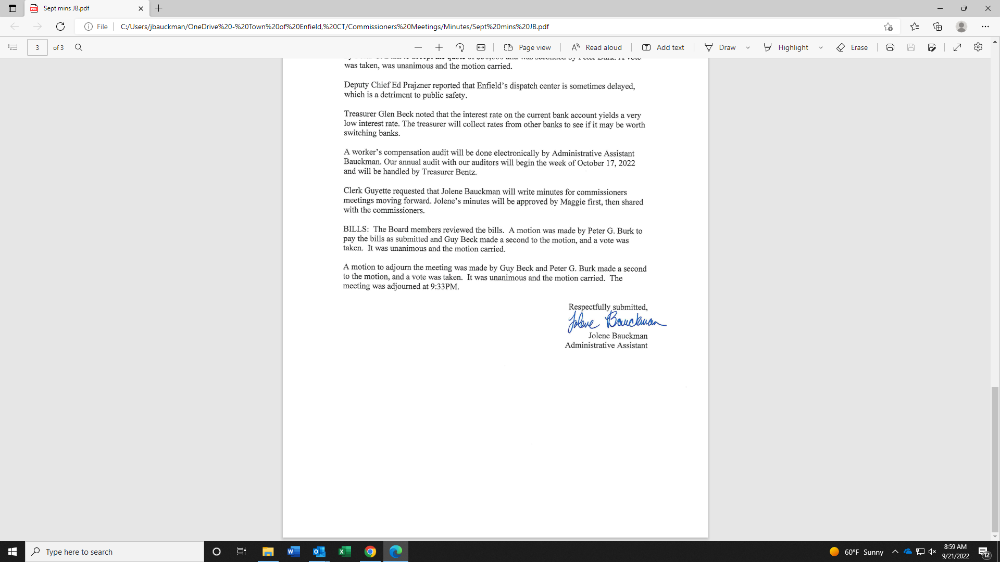 Sept mins JB.pdf
File
C:/Users/jbauckman/OneDrive%20-%20Town%20of%20Enfield,%20CT/Commissioners%20Meetings/Minutes/Sept%20mins%20JB.pdf
3 of 3
Page view
Read aloud
Add text
Draw
Highlight
Erase
accept the quote of $50,000 and was seconded by Peter Burk. A vote
was taken, was unanimous and the motion carried.
Deputy Chief Ed Prajzner reported that Enfield's dispatch center is sometimes delayed,
which is a detriment to public safety.
Treasurer Glen Beck noted that the interest rate on the current bank account yields a very
low interest rate. The treasurer will collect rates from other banks to see if it may be worth
switching banks.
A worker's compensation audit will be done electronically by Administrative Assistant
Bauckman. Our annual audit with our auditors will begin the week of October 17, 2022
and will be handled by Treasurer Bentz.
Clerk Guyette requested that Jolene Bauckman will write minutes for commissioners
meetings moving forward. Jolene's minutes will be approved by Maggie first, then shared
with the commissioners.
BILLS:  The Board members reviewed the bills.  A motion was made by Peter G. Burk to
pay the bills as submitted and Guy Beck made a second to the motion, and a vote was
taken.  It was unanimous and the motion carried.
A motion to adjourn the meeting was made by Guy Beck and Peter G. Burk made a second
to the motion, and a vote was taken.  It was unanimous and the motion carried.  The
meeting was adjourned at 9:33PM.
Respectfully submitted,
Jolene Bauckman
Jolene Bauckman
Administrative Assistant
Type here to search
60°F Sunny
8:59 AM
9/21/2022
12